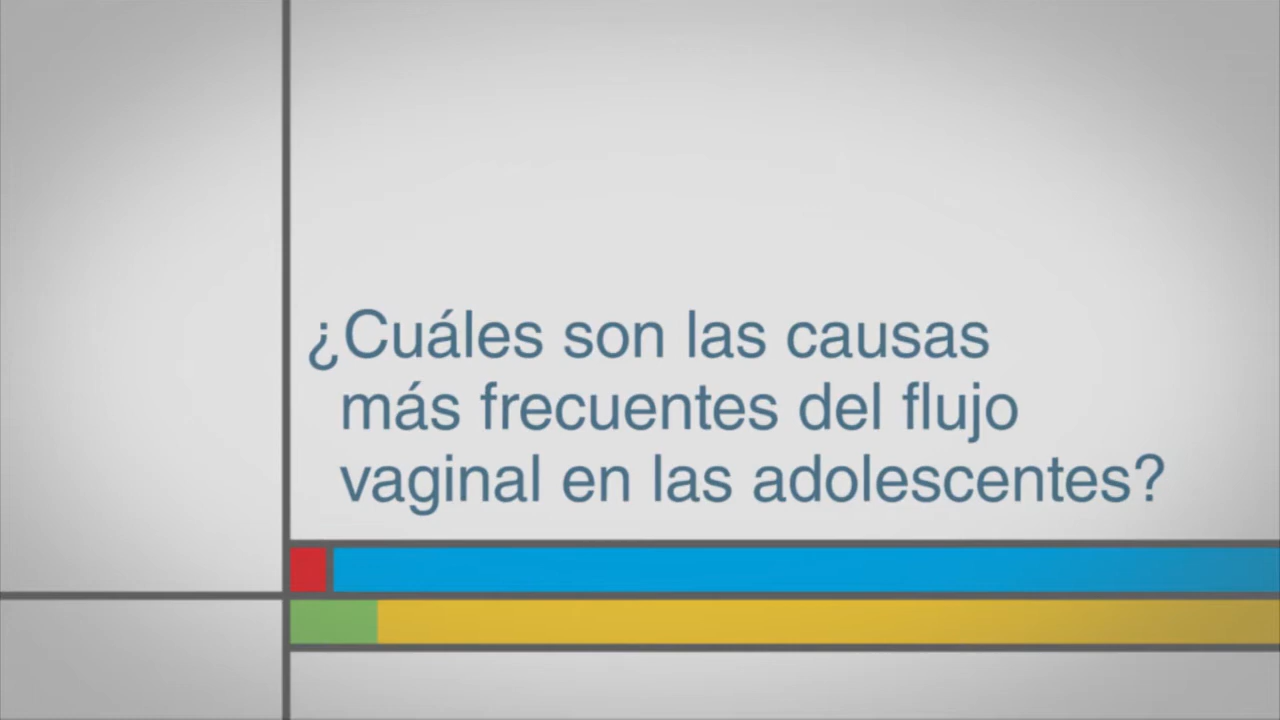 ¿Cuáles son las causas
más frecuentes del flujo
vaginal en las adolescentes?